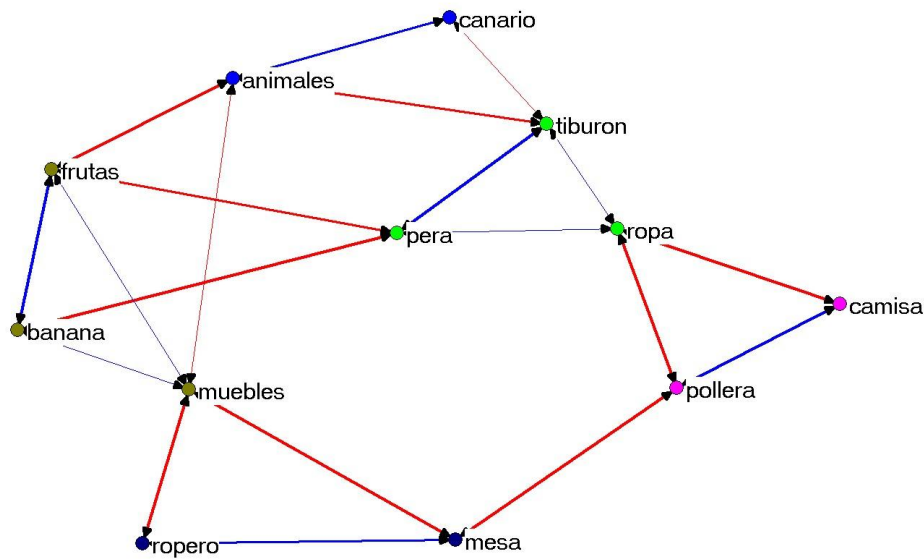 canario
animales
tiburon
frutas
pera
ropa
camisa
banana
muebles
pollera
ropero
mesa